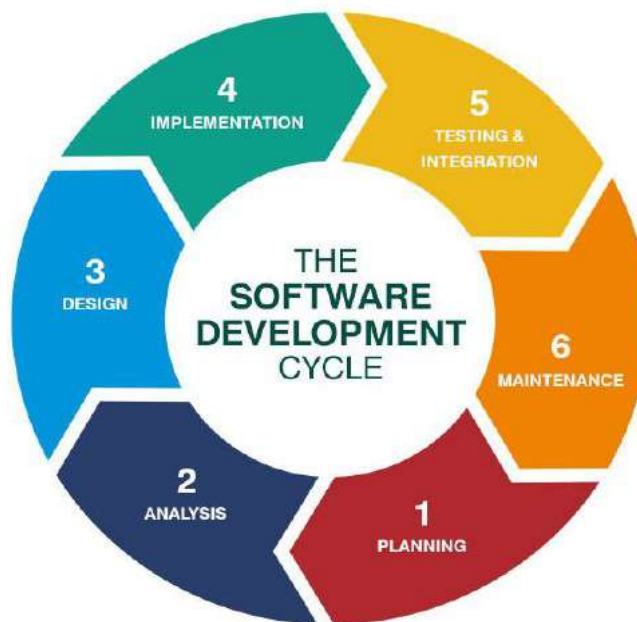 THE
SOFTWARE
DEVELOPMENT
CYCLE
1
PLANNING
2
ANALYSIS
3
DESIGN
4
IMPLEMENTATION
5
TESTING &
INTEGRATION
6
MAINTENANCE